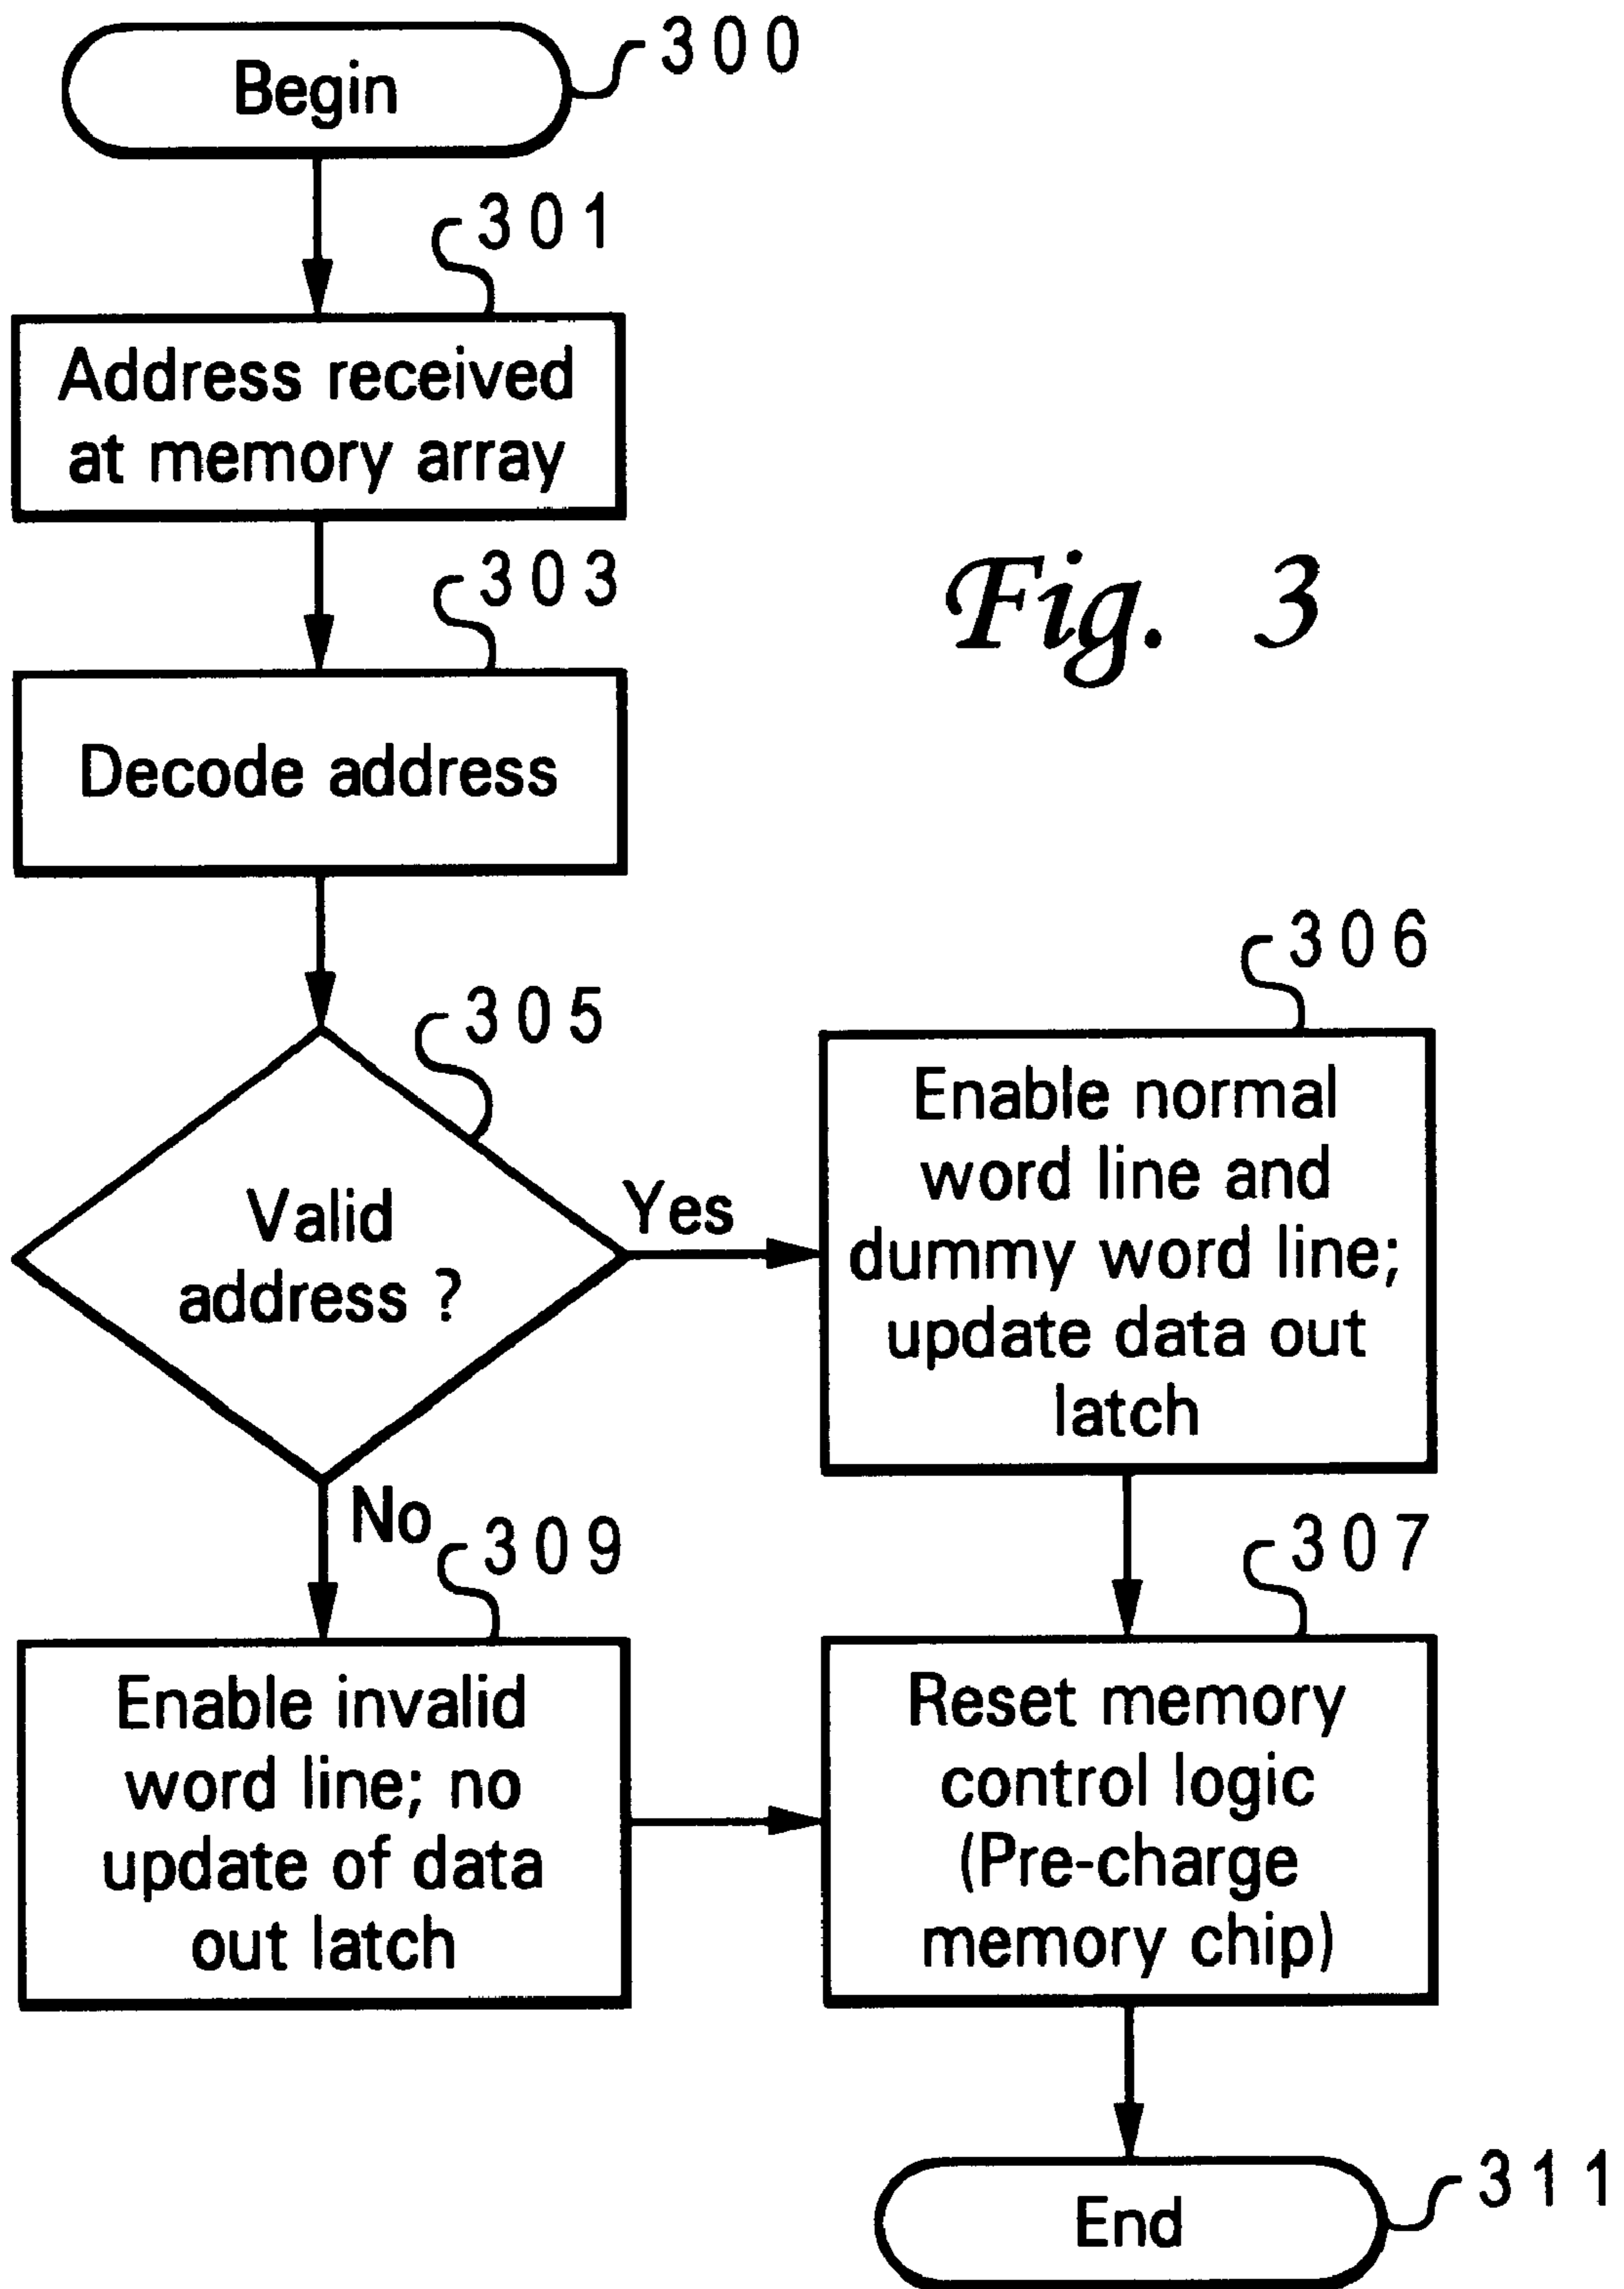 Begin
300
301
Address received
at memory array
303
Decode address
Fig. 3
305
Valid
address ?
Yes
306
Enable normal
word line and
dummy word line;
update data out
latch
No
309
Enable invalid
word line; no
update of data
out latch
307
Reset memory
control logic
(Pre-charge
memory chip)
End
311